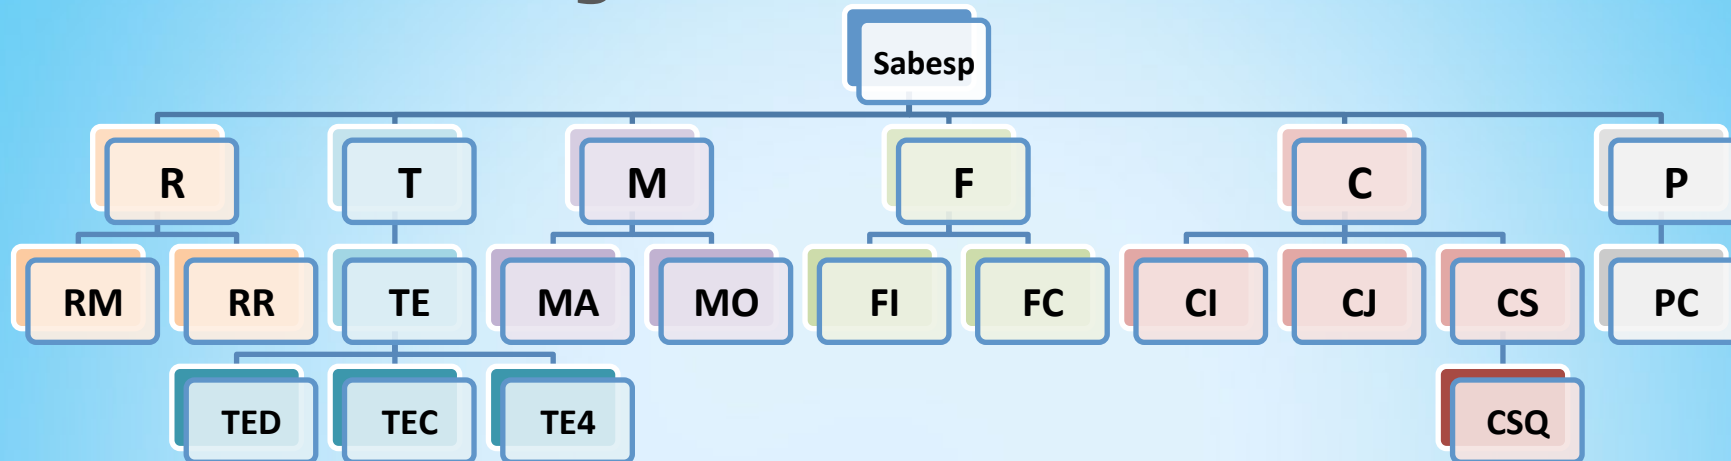 Sabesp
R T M F C P
RM RR TE MA MO FI FC CI CJ CS PC
TED TEC TE4 CSQ